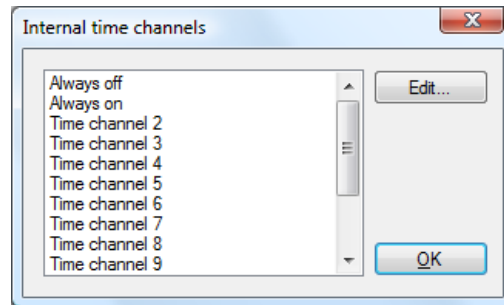 Internal time channels
Always off
Always on
Time channel 2
Time channel 3
Time channel 4
Time channel 5
Time channel 6
Time channel 7
Time channel 8
Time channel 9
Edit...
OK